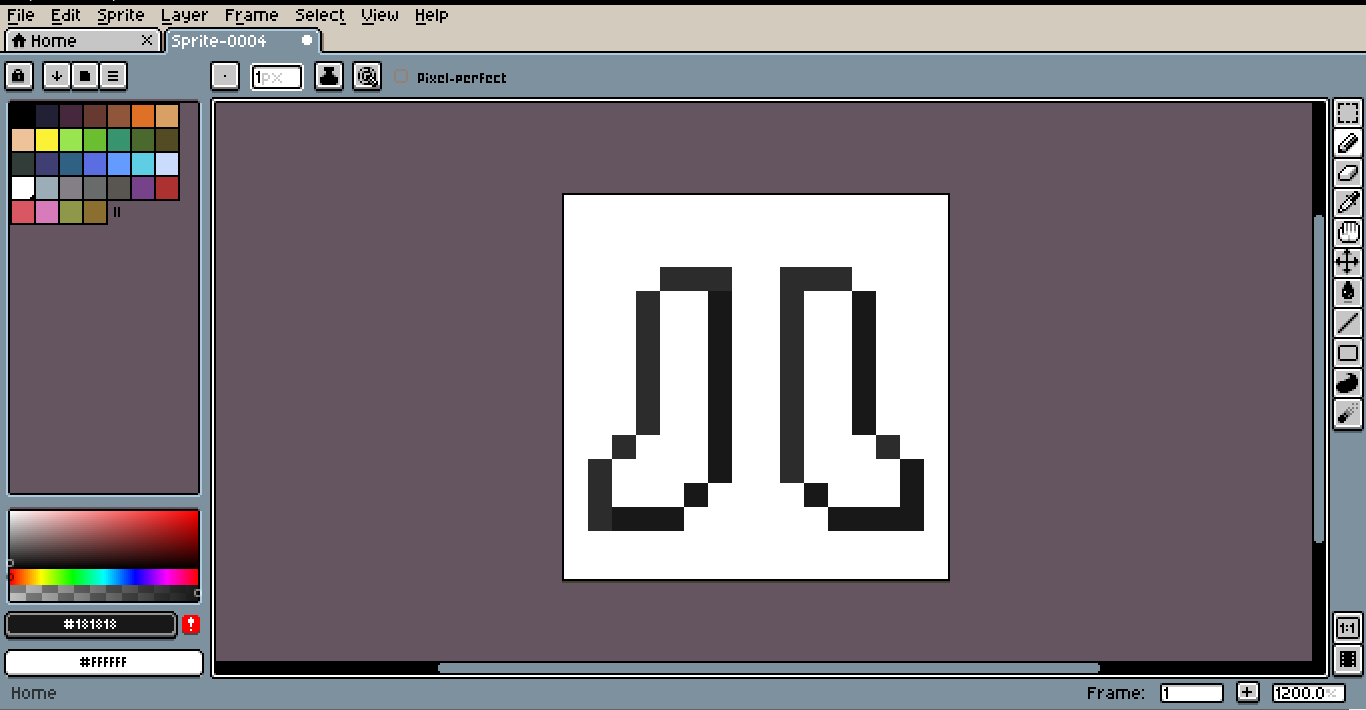 File Edit Sprite Layer Frame Select View Help
Home
Sprite-0004
1px
Pixel-perfect
#181818
#FFFFFF
1:1
Home
Frame: 1
1200.0%